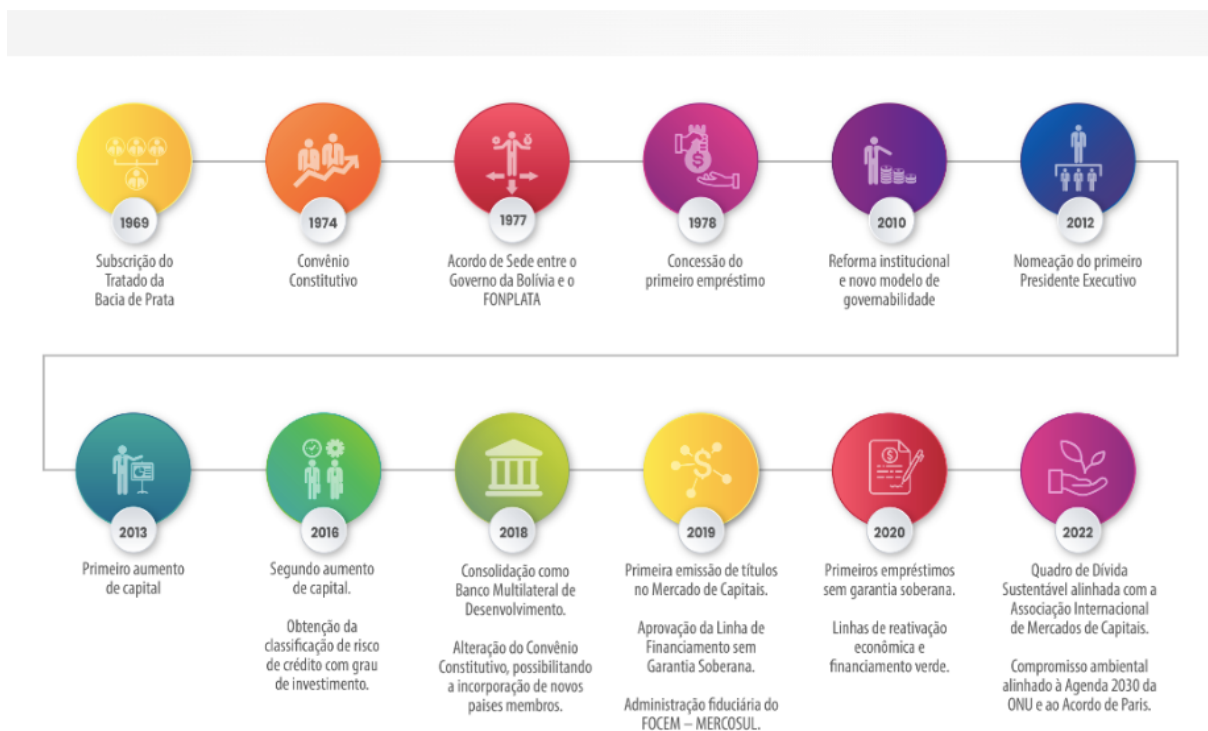 1969
Subscrição do
Tratado da
Bacia de Prata
1974
Convênio
Constitutivo
1977
Acordo de Sede entre o
Governo da Bolívia e o
FONPLATA
1978
Concessão do
primeiro empréstimo
2010
Reforma institucional
e novo modelo de
governabilidade
2012
Nomeação do primeiro
Presidente Executivo
2013
Primeiro aumento
de capital
2016
Segundo aumento
de capital.
Obtenção da
classificação de risco
de crédito com grau
de investimento.
2018
Consolidação como
Banco Multilateral de
Desenvolvimento.
Alteração do Convênio
Constitutivo, possibilitando
a incorporação de novos
paises membros.
2019
Primeira emissão de títulos
no Mercado de Capitais.
Aprovação da Linha de
Financiamento sem
Garantia Soberana.
Administração fiduciária do
FOCEM – MERCOSUL.
2020
Primeiros empréstimos
sem garantia soberana.
Linhas de reativação
econômica e
financiamento verde.
2022
Quadro de Dívida
Sustentável alinhada com a
Associação Internacional
de Mercados de Capitais.
Compromisso ambiental
alinhado à Agenda 2030 da
ONU e ao Acordo de Paris.